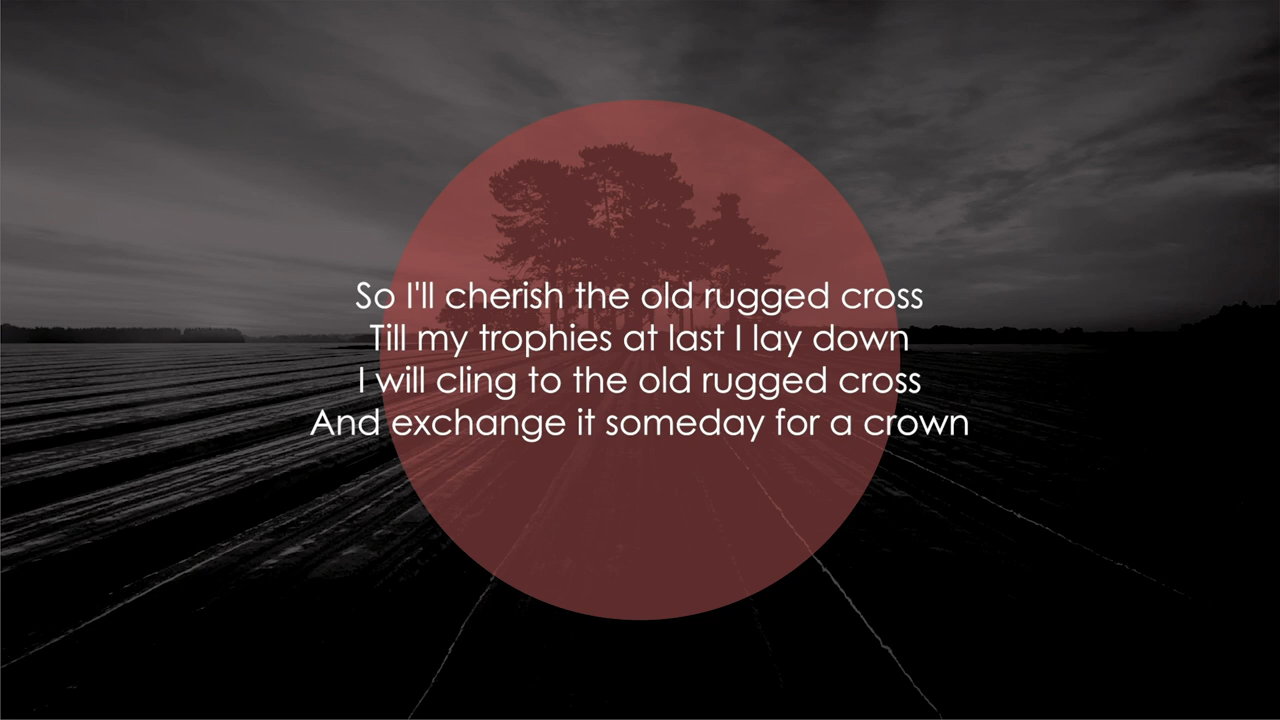 So I'll cherish the old rugged cross
Till my trophies at last I lay down
I will cling to the old rugged cross
And exchange it someday for a crown